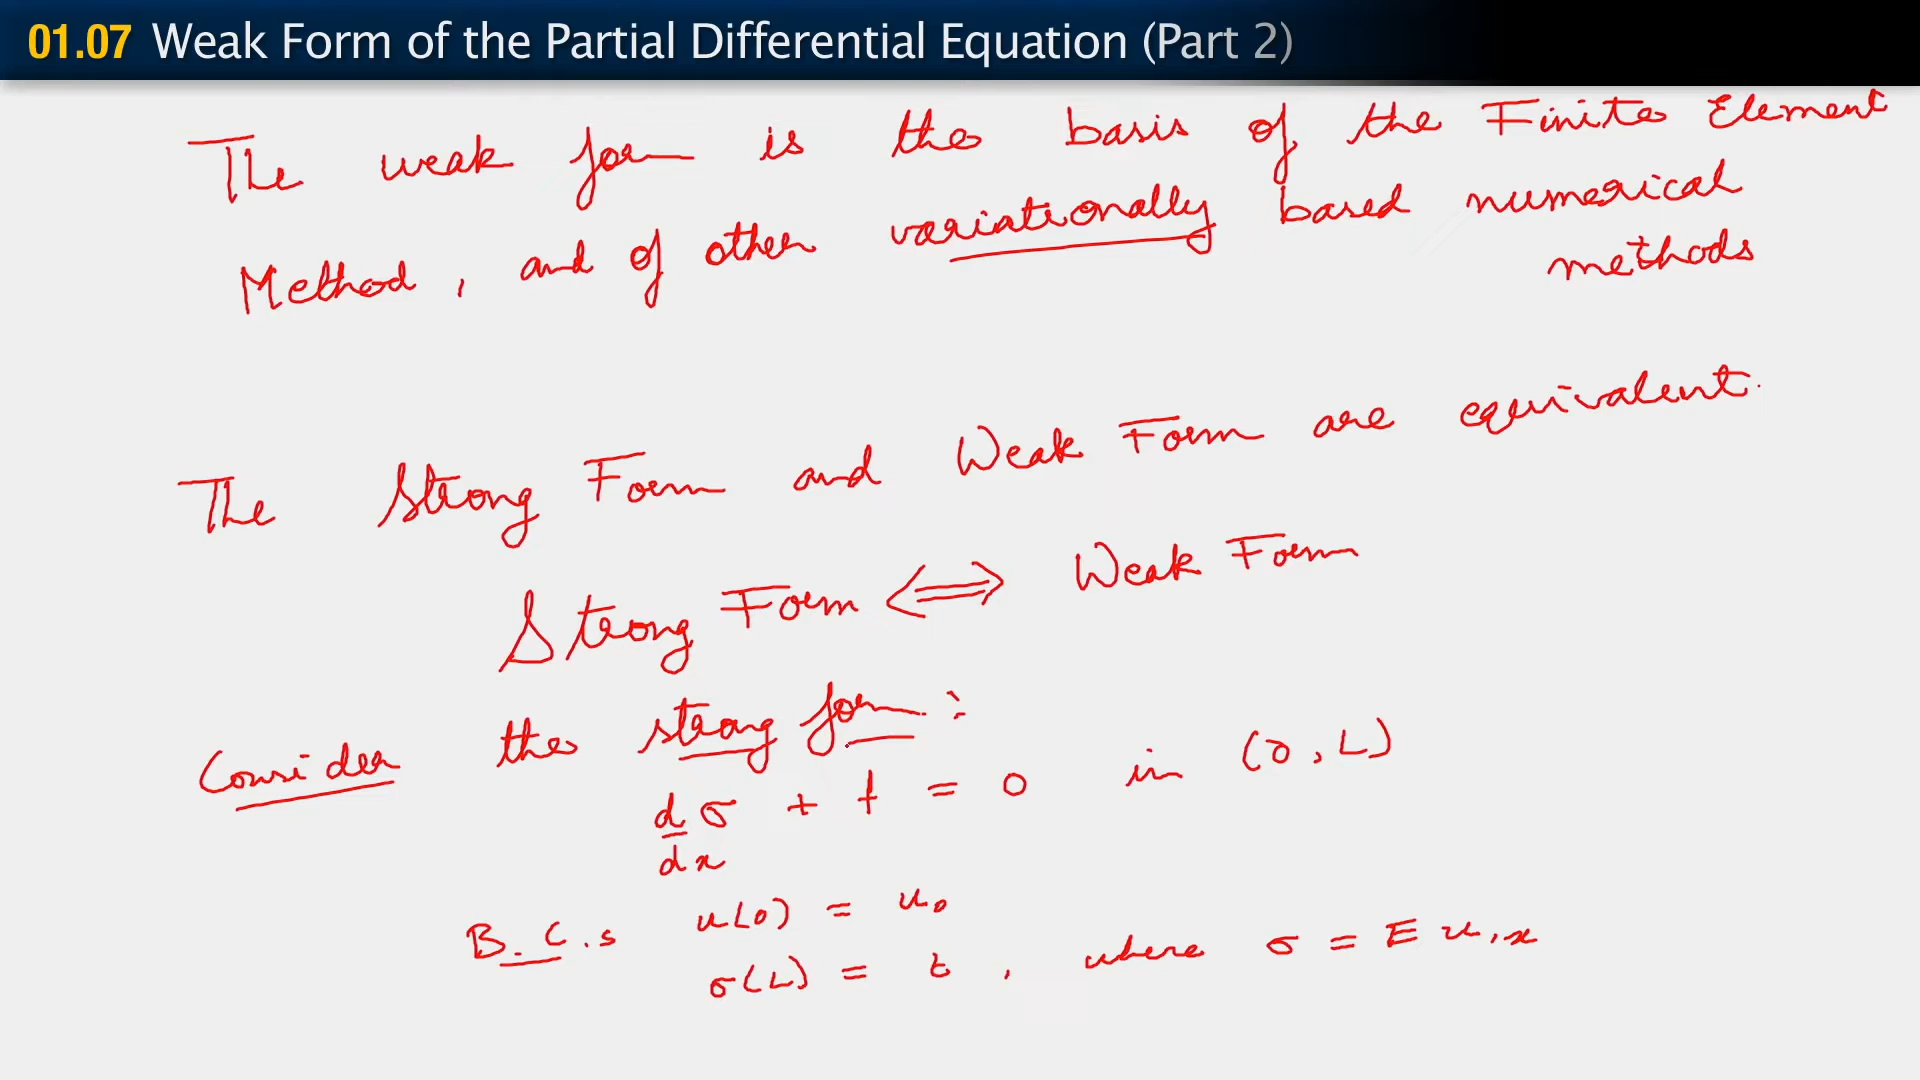 01.07 Weak Form of the Partial Differential Equation (Part 2)
The weak form is the basis of the Finite Element
Method, and of other variationally based numerical
methods
The Strong Form and Weak Form are equivalent.
Strong Form ⟺ Weak Form
Consider the strong form:
d/dx σ + f = 0 in (0, L)
B.C.s u(0) = u₀
σ(L) = t, where σ = E u,x